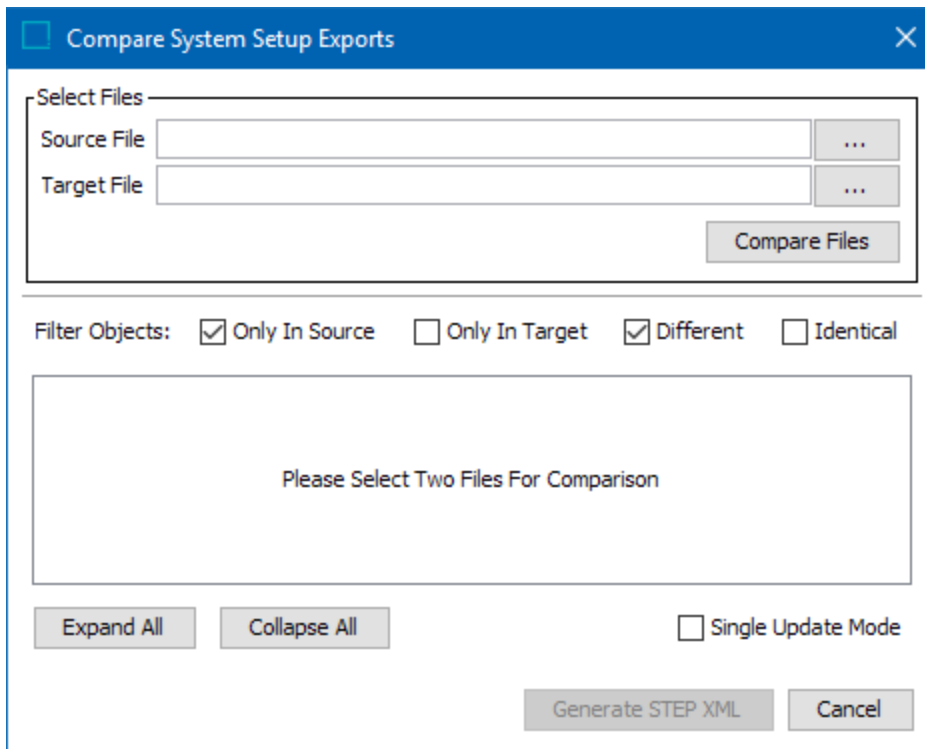 Compare System Setup Exports
Select Files
Source File ...
Target File ...
Compare Files
Filter Objects: Only In Source Only In Target Different Identical
Please Select Two Files For Comparison
Expand All Collapse All Single Update Mode
Generate STEP XML Cancel